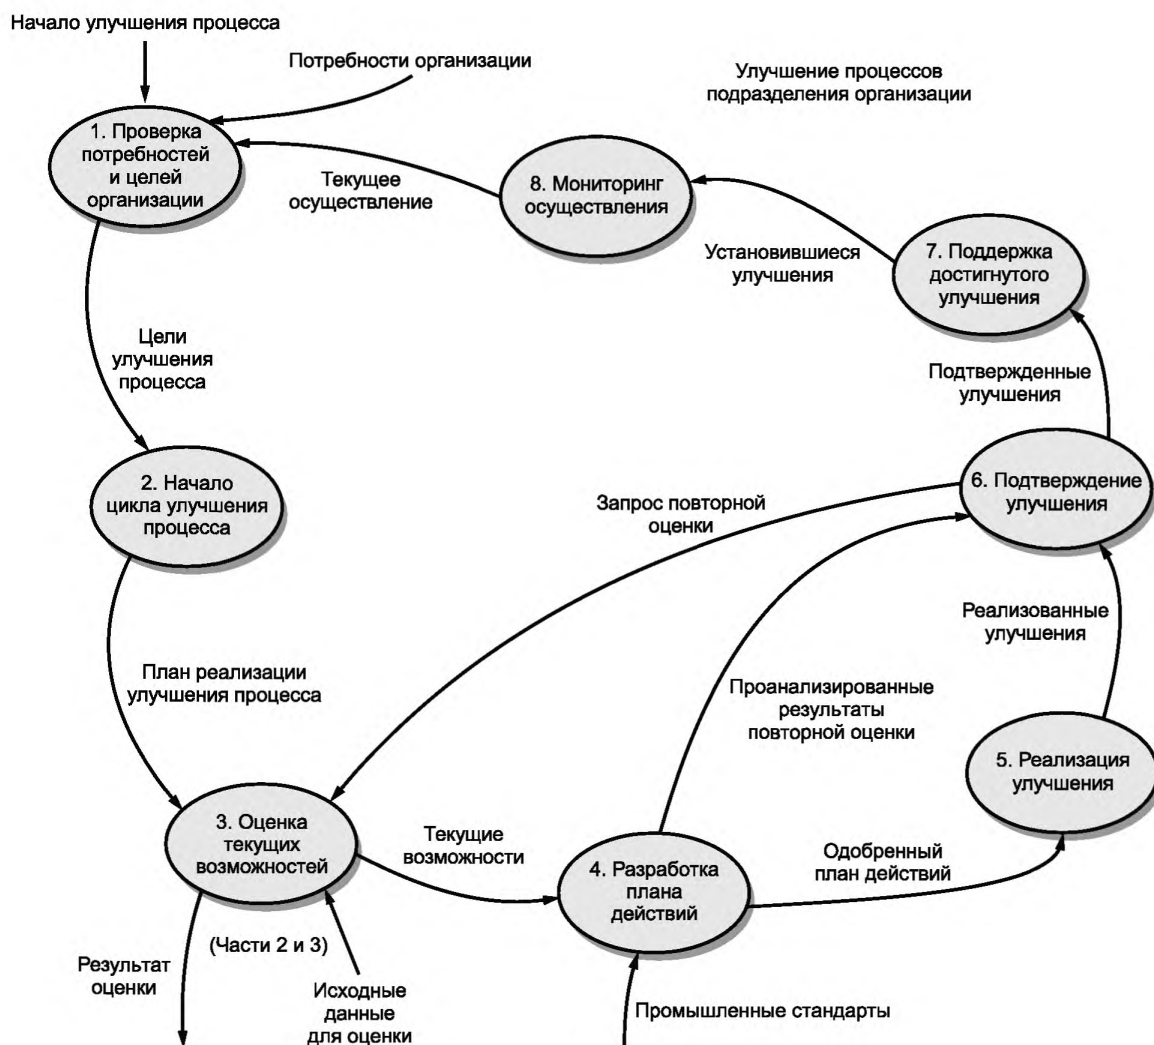 Начало улучшения процесса
Потребности организации
Улучшение процессов
подразделения организации
1. Проверка
потребностей
и целей
организации
Текущее
осуществление
8. Мониторинг
осуществления
Установившиеся
улучшения
7. Поддержка
достигнутого
улучшения
Цели
улучшения
процесса
Подтвержденные
улучшения
2. Начало
цикла улучшения
процесса
Запрос повторной
оценки
6. Подтверждение
улучшения
Реализованные
улучшения
План реализации
улучшения процесса
Проанализированные
результаты
повторной оценки
5. Реализация
улучшения
3. Оценка
текущих
возможностей
Текущие
возможности
4. Разработка
плана
действий
Одобренный
план действий
(Части 2 и 3)
Результат
оценки
Исходные
данные
для оценки
Промышленные стандарты